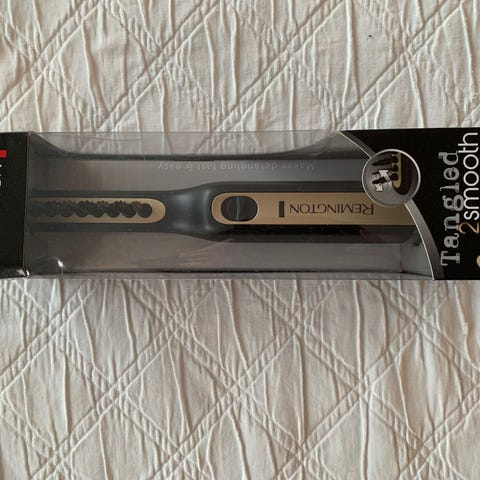 Makes detangling fast & easy
REMINGTON
Tangled
2smooth